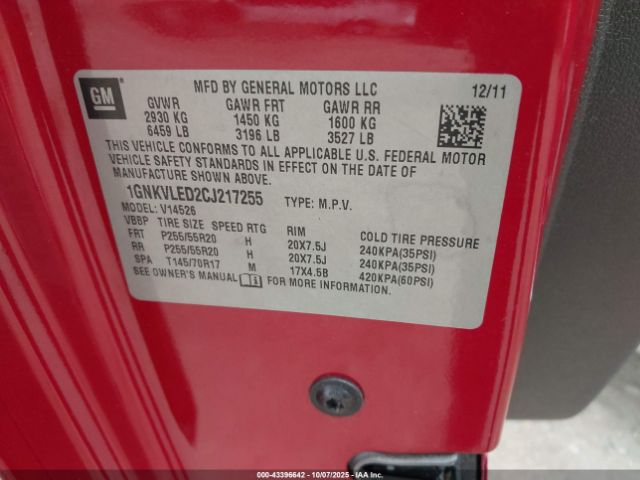 GM
MFD BY GENERAL MOTORS LLC 12/11
GVWR GAWR FRT GAWR RR
2930 KG 1450 KG 1600 KG
6459 LB 3196 LB 3527 LB
THIS VEHICLE CONFORMS TO ALL APPLICABLE U.S. FEDERAL MOTOR
VEHICLE SAFETY STANDARDS IN EFFECT ON THE DATE OF
MANUFACTURE SHOWN ABOVE.
1GNKVLED2CJ217255 TYPE: M.P.V.
MODEL: V14526
VBBP TIRE SIZE SPEED RTG RIM COLD TIRE PRESSURE
FRT P255/55R20 H 20X7.5J 240KPA(35PSI)
RR P255/55R20 H 20X7.5J 240KPA(35PSI)
SPA T145/70R17 M 17X4.5B 420KPA(60PSI)
SEE OWNER'S MANUAL FOR MORE INFORMATION
000-43396642 - 10/07/2025 - IAAI.com